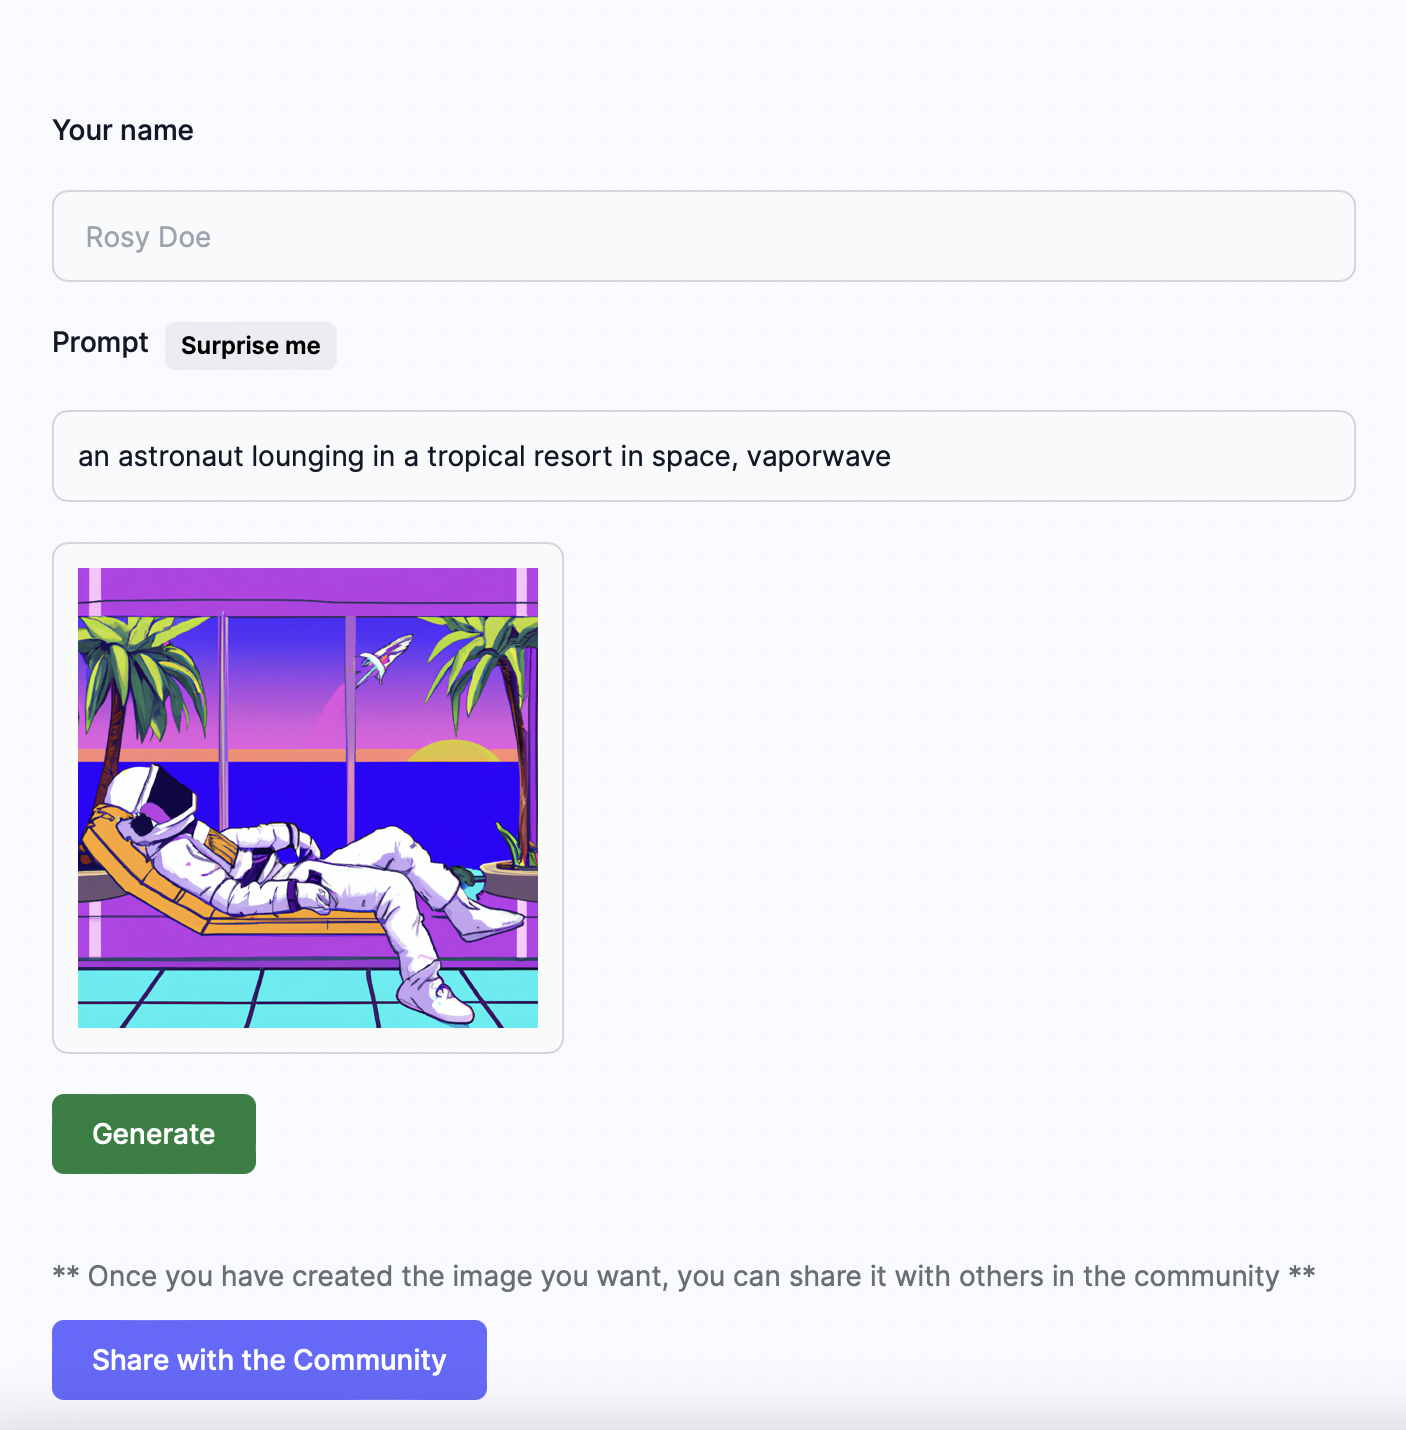 Your name
Rosy Doe
Prompt Surprise me
an astronaut lounging in a tropical resort in space, vaporwave
Generate
** Once you have created the image you want, you can share it with others in the community **
Share with the Community